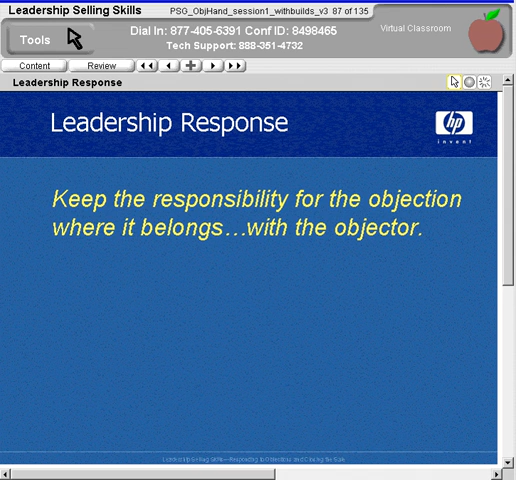 Leadership Selling Skills
PSG_ObjHand_session1_withbuilds_v3 87 of 135
Tools
Dial In: 877-405-6391 Conf ID: 8498465
Tech Support: 888-351-4732
Virtual Classroom
Content
Review
Leadership Response
Leadership Response
hp
invent
Keep the responsibility for the objection
where it belongs…with the objector.